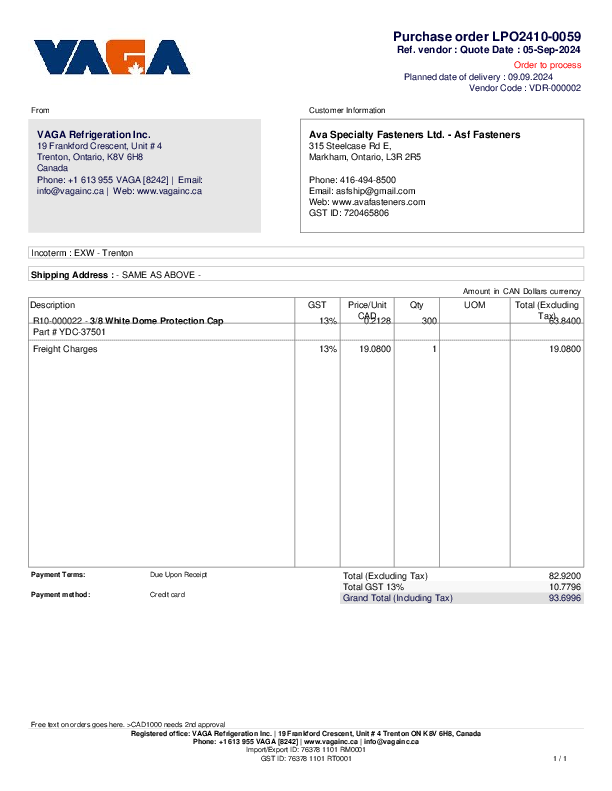 VAGA
Purchase order LPO2410-0059
Ref. vendor : Quote Date : 05-Sep-2024
Order to process
Planned date of delivery : 09.09.2024
Vendor Code : VDR-000002
From
Customer Information
VAGA Refrigeration Inc.
19 Frankford Crescent, Unit # 4
Trenton, Ontario, K8V 6H8
Canada
Phone: +1 613 955 VAGA [8242] | Email:
info@vagainc.ca | Web: www.vagainc.ca
Ava Specialty Fasteners Ltd. - Asf Fasteners
315 Steelcase Rd E,
Markham, Ontario, L3R 2R5
Phone: 416-494-8500
Email: asfship@gmail.com
Web: www.avafasteners.com
GST ID: 720465806
Incoterm : EXW - Trenton
Shipping Address : - SAME AS ABOVE -
Amount in CAN Dollars currency
Description GST Price/Unit CAD Qty UOM Total (Excluding Tax)
R10-000022 - 3/8 White Dome Protection Cap 13% 0.2128 300 63.8400
Part # YDC-37501
Freight Charges 13% 19.0800 1 19.0800
Payment Terms: Due Upon Receipt
Payment method: Credit card
Total (Excluding Tax) 82.9200
Total GST 13% 10.7796
Grand Total (Including Tax) 93.6996
Free text on orders goes here. >CAD1000 needs 2nd approval
Registered office: VAGA Refrigeration Inc. | 19 Frankford Crescent, Unit # 4 Trenton ON K8V 6H8, Canada
Phone: +1 613 955 VAGA [8242] | www.vagainc.ca | info@vagainc.ca
Import/Export ID: 76378 1101 RM0001
GST ID: 76378 1101 RT0001
1 / 1